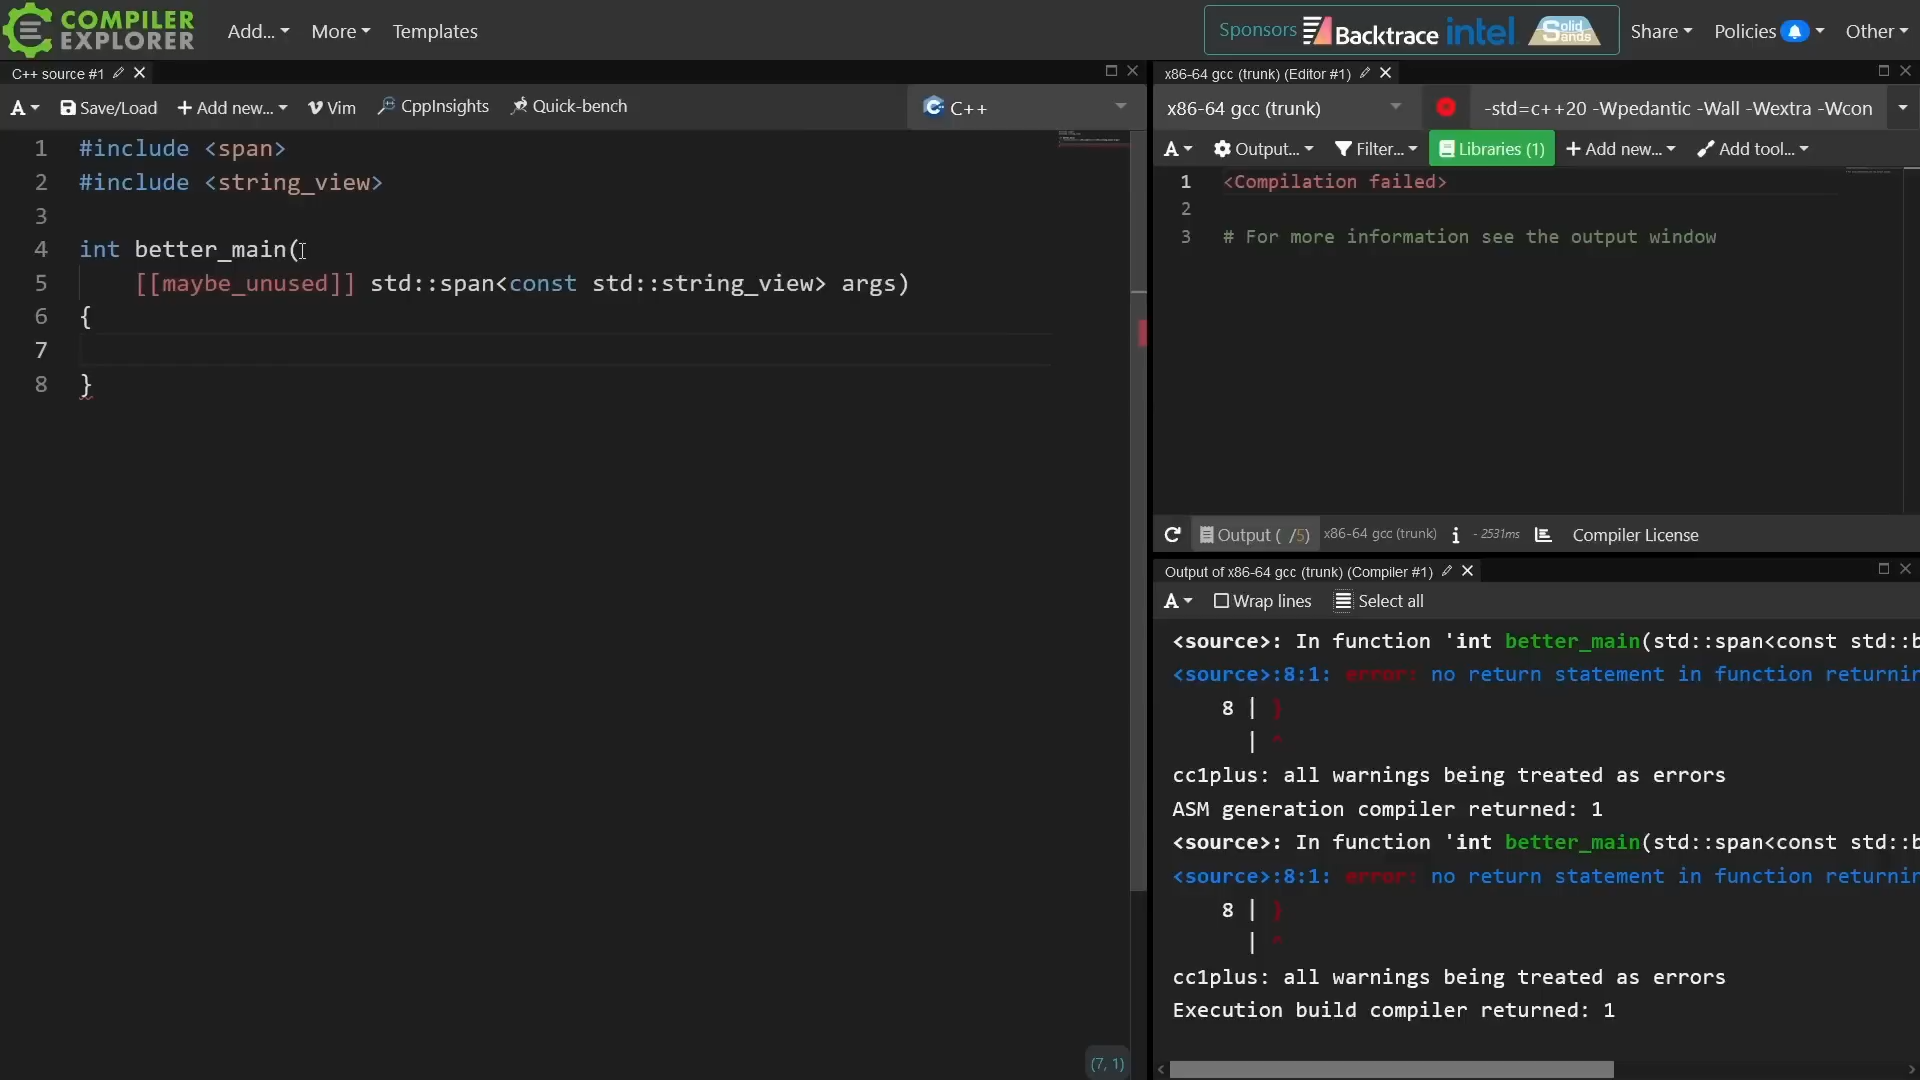 COMPILER
EXPLORER
Add...
More
Templates
Sponsors
Backtrace
intel
Solid
Sands
Share
Policies
Other
C++ source #1
A
Save/Load
+ Add new...
Vim
CppInsights
Quick-bench
C++
1 #include <span>
2 #include <string_view>
3
4 int better_main(
5 [[maybe_unused]] std::span<const std::string_view> args)
6 {
7
8 }
(7, 1)
x86-64 gcc (trunk) (Editor #1)
x86-64 gcc (trunk)
-std=c++20 -Wpedantic -Wall -Wextra -Wcon
A
Output...
Filter...
Libraries (1)
+ Add new...
Add tool...
1 <Compilation failed>
2
3 # For more information see the output window
Output ( /5)
x86-64 gcc (trunk)
i
- 2531ms
Compiler License
Output of x86-64 gcc (trunk) (Compiler #1)
A
Wrap lines
Select all
<source>: In function 'int better_main(std::span<const std::b
<source>:8:1: error: no return statement in function returnin
8 | }
| ^
cc1plus: all warnings being treated as errors
ASM generation compiler returned: 1
<source>: In function 'int better_main(std::span<const std::b
<source>:8:1: error: no return statement in function returnin
8 | }
| ^
cc1plus: all warnings being treated as errors
Execution build compiler returned: 1